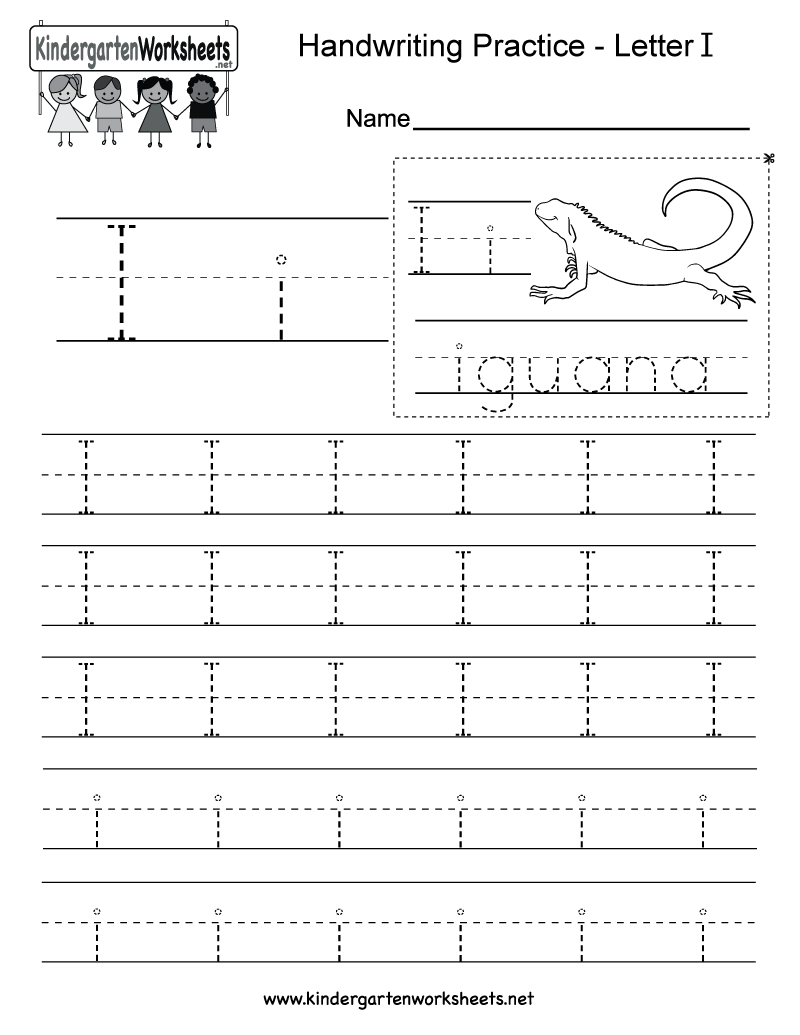 KindergartenWorksheets
.net
Handwriting Practice - Letter I
Name
I i
I i
iguana
I I I I I I
I I I I I I
I I I I I I
i i i i i i
i i i i i i
www.kindergartenworksheets.net